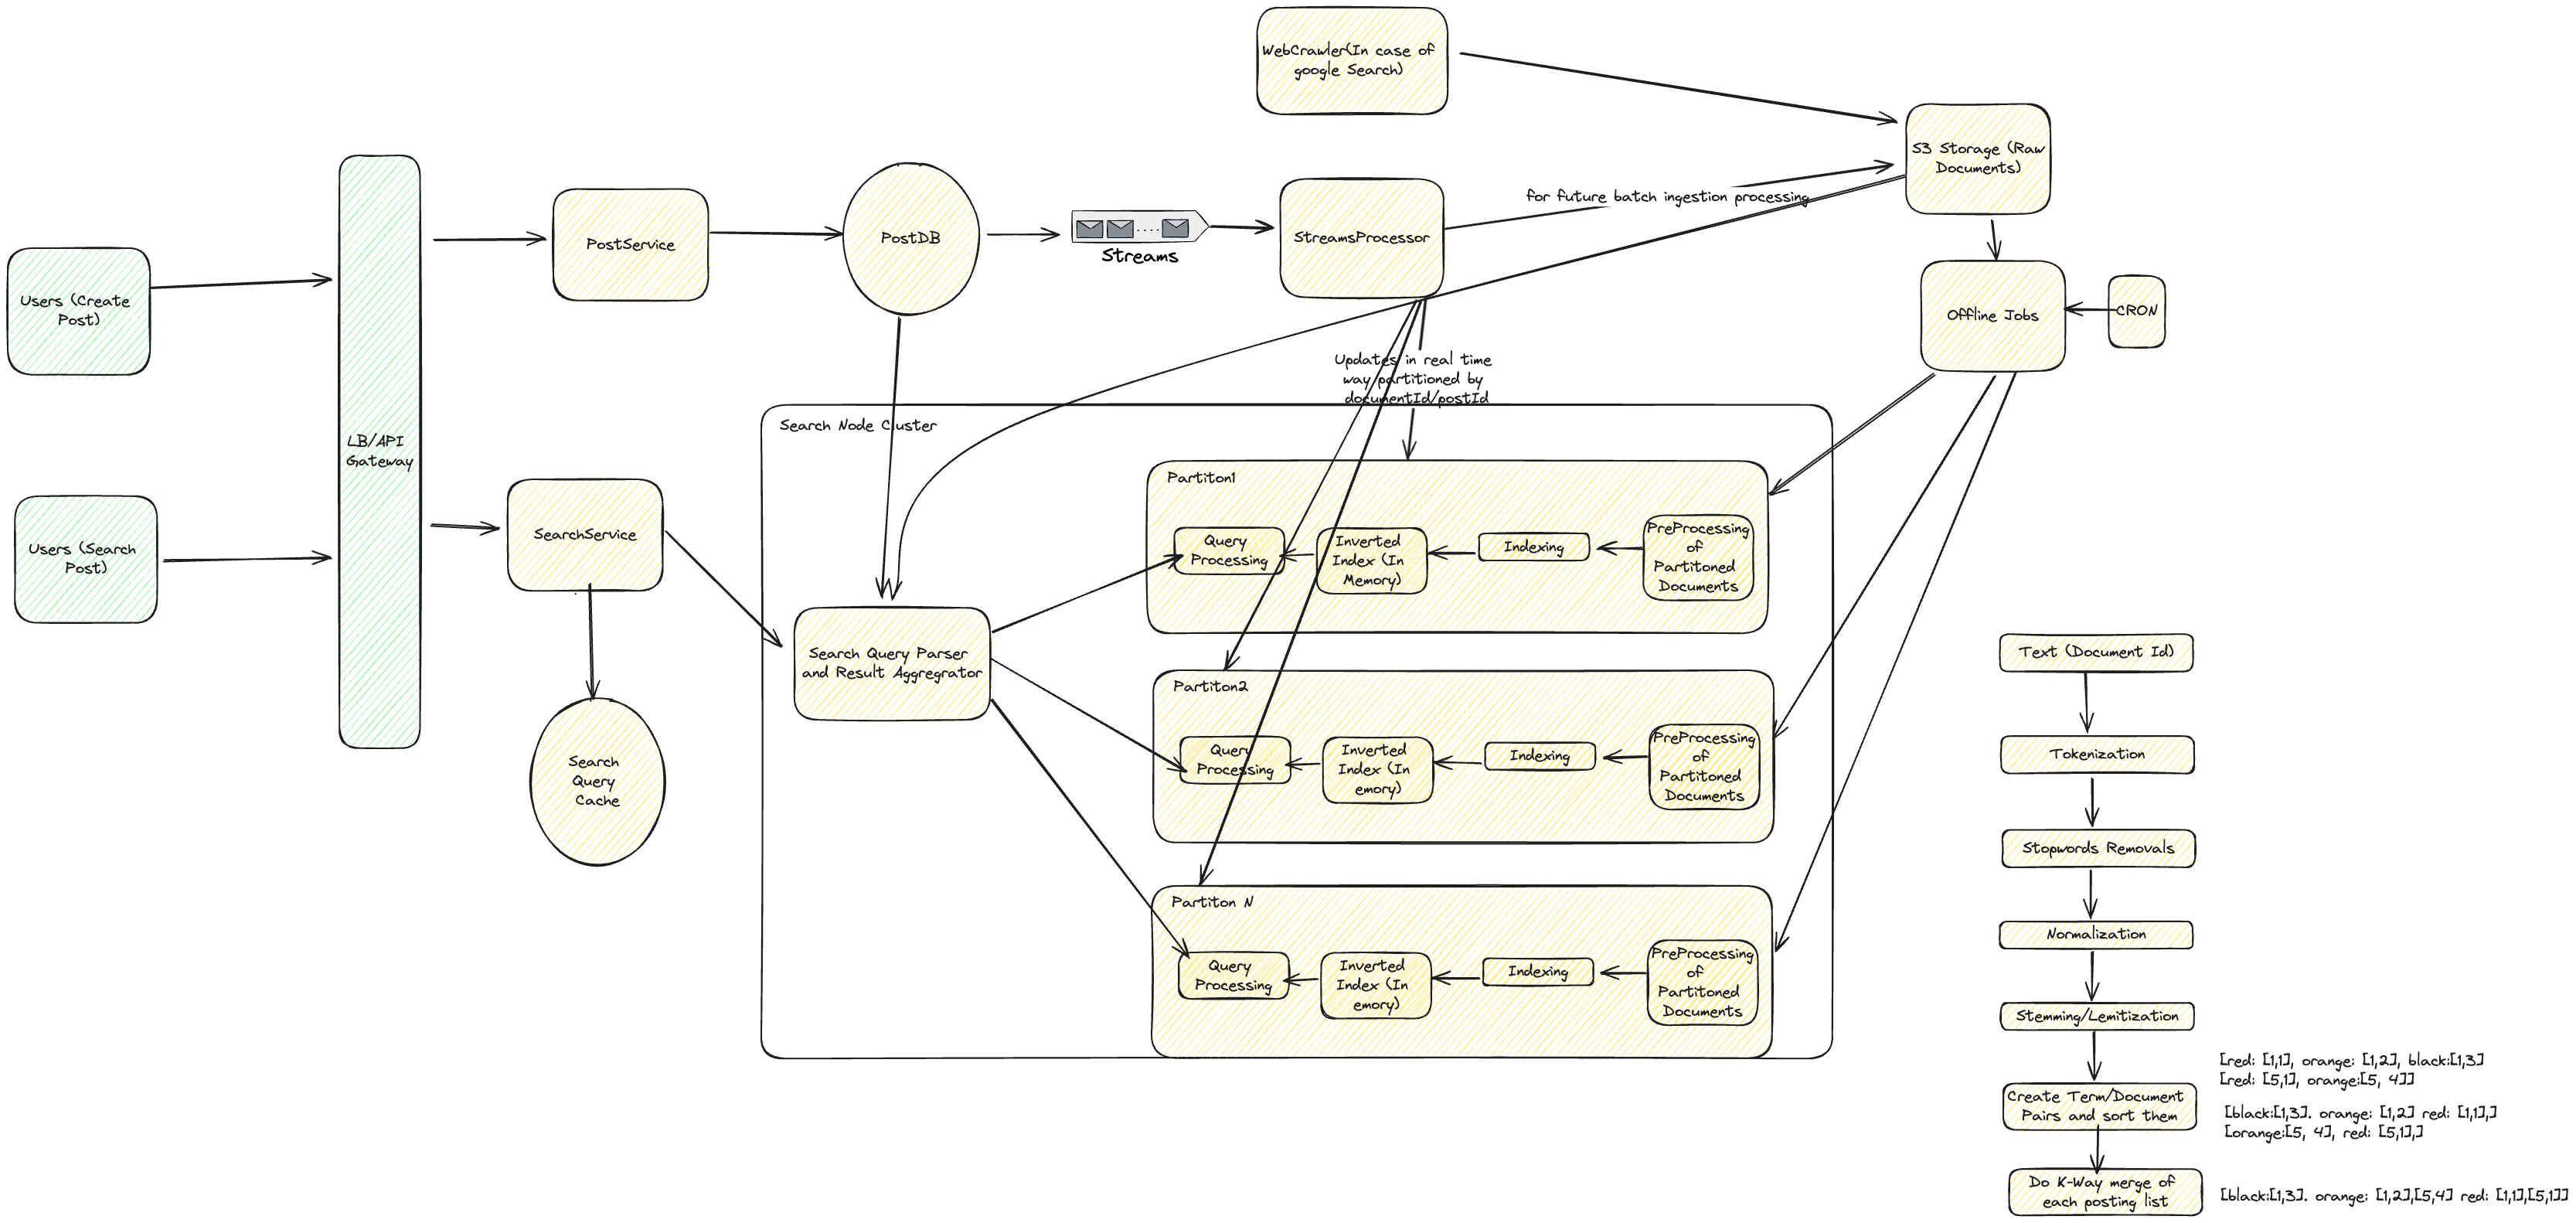 WebCrawler(In case of
google Search)
S3 Storage (Raw
Documents)
for future batch ingestion processing
PostService
PostDB
Streams
StreamsProcessor
Users (Create
Post)
Offline Jobs
CRON
Updates in real time
way partitioned by
documentId/postId
LB/API
Gateway
Search Node Cluster
Users (Search
Post)
SearchService
Partiton1
Query
Processing
Inverted
Index (In
Memory)
Indexing
PreProcessing
of
Partitoned
Documents
Search Query Parser
and Result Aggregrator
Partiton2
Query
Processing
Inverted
Index (In
emory)
Indexing
PreProcessing
of
Partitoned
Documents
Search
Query
Cache
Partiton N
Query
Processing
Inverted
Index (In
emory)
Indexing
PreProcessing
of
Partitoned
Documents
Text (Document Id)
Tokenization
Stopwords Removals
Normalization
Stemming/Lemitization
[red: [1,1], orange: [1,2], black:[1,3]
[red: [5,1], orange:[5, 4]]
Create Term/Document
Pairs and sort them
[black:[1,3]. orange: [1,2] red: [1,1],]
[orange:[5, 4], red: [5,1],]
Do K-Way merge of
each posting list
[black:[1,3]. orange: [1,2],[5,4] red: [1,1],[5,1]]